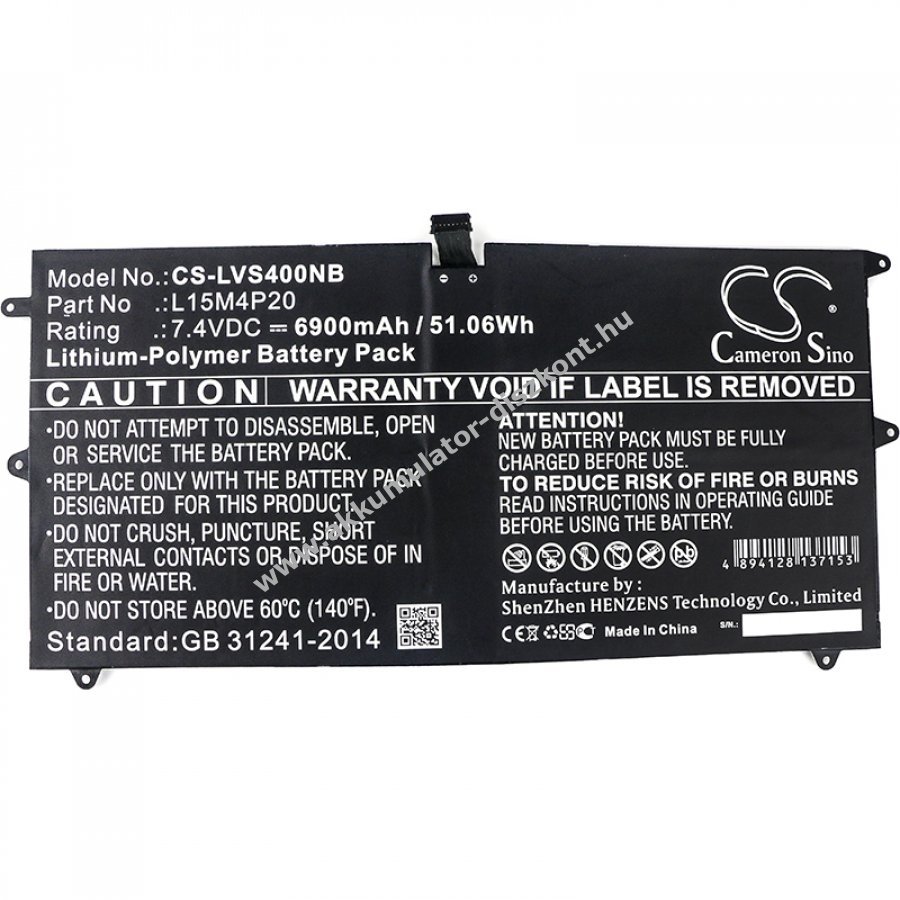 Model No.: CS-LVS400NB
Part No : L15M4P20
Rating : 7.4VDC ⎓ 6900mAh / 51.06Wh
Lithium-Polymer Battery Pack
CS
®
Cameron Sino
CAUTION
WARRANTY VOID IF LABEL IS REMOVED
•DO NOT ATTEMPT TO DISASSEMBLE, OPEN
OR SERVICE THE BATTERY PACK.
•REPLACE ONLY WITH THE BATTERY PACK
DESIGNATED FOR THIS PRODUCT.
•DO NOT CRUSH, PUNCTURE, SHORT
EXTERNAL CONTACTS OR DISPOSE OF IN
FIRE OR WATER.
•DO NOT STORE ABOVE 60℃ (140℉).
Standard: GB 31241-2014
ATTENTION!
NEW BATTERY PACK MUST BE FULLY
CHARGED BEFORE USE.
TO REDUCE RISK OF FIRE OR BURNS
READ INSTRUCTIONS IN OPERATING GUIDE
BEFORE USING THE BATTERY.
4 894128 137153
Manufacture by :
ShenZhen HENZENS Technology Co., Limited
CE Made In China
S/N.:
www.akkumulator-diszkont.hu